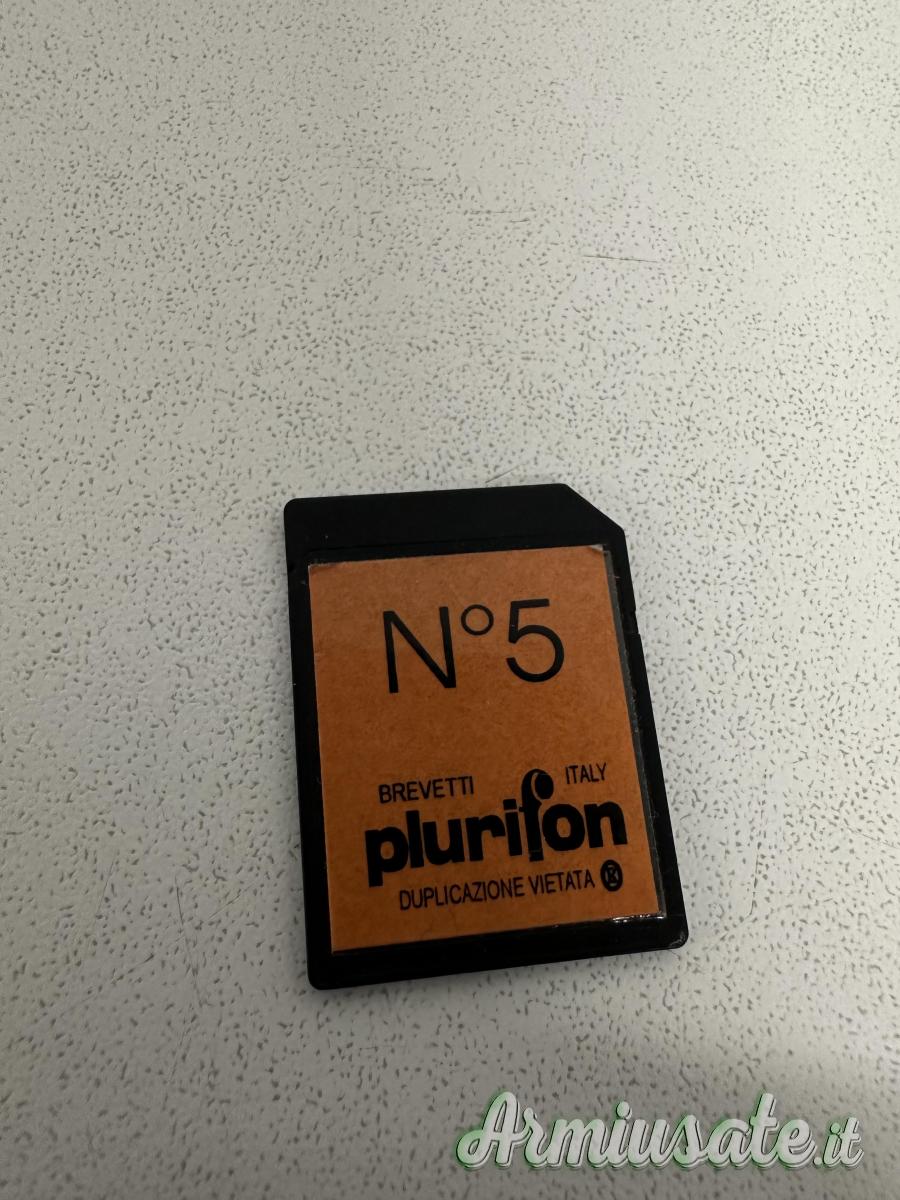 N°5
BREVETTI ITALY
plurifon
DUPLICAZIONE VIETATA
Armiusate.it